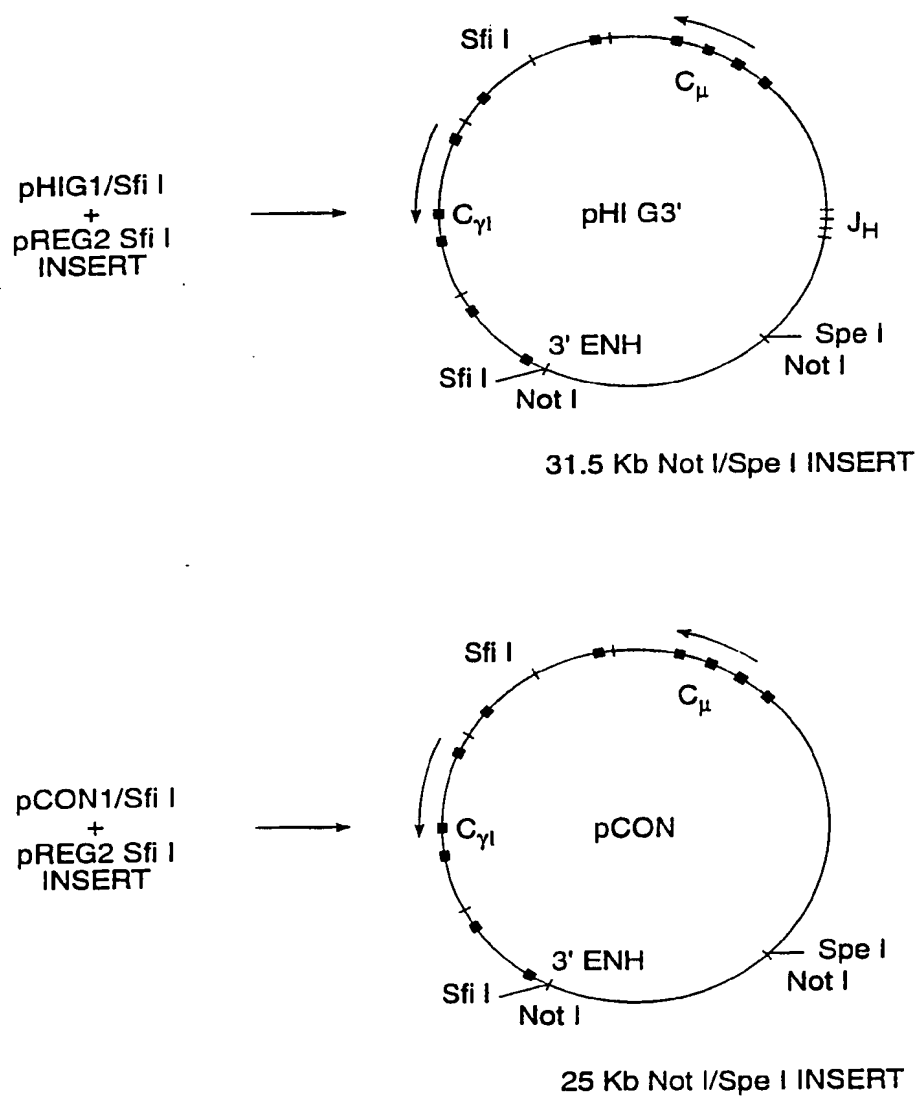 Sfi I
Cμ
pHIG1/Sfi I
+
pREG2 Sfi I
INSERT
CγI
pHI G3'
JH
3' ENH
Spe I
Sfi I
Not I
Not I
31.5 Kb Not I/Spe I INSERT
Sfi I
Cμ
pCON1/Sfi I
+
pREG2 Sfi I
INSERT
CγI
pCON
3' ENH
Spe I
Sfi I
Not I
Not I
25 Kb Not I/Spe I INSERT